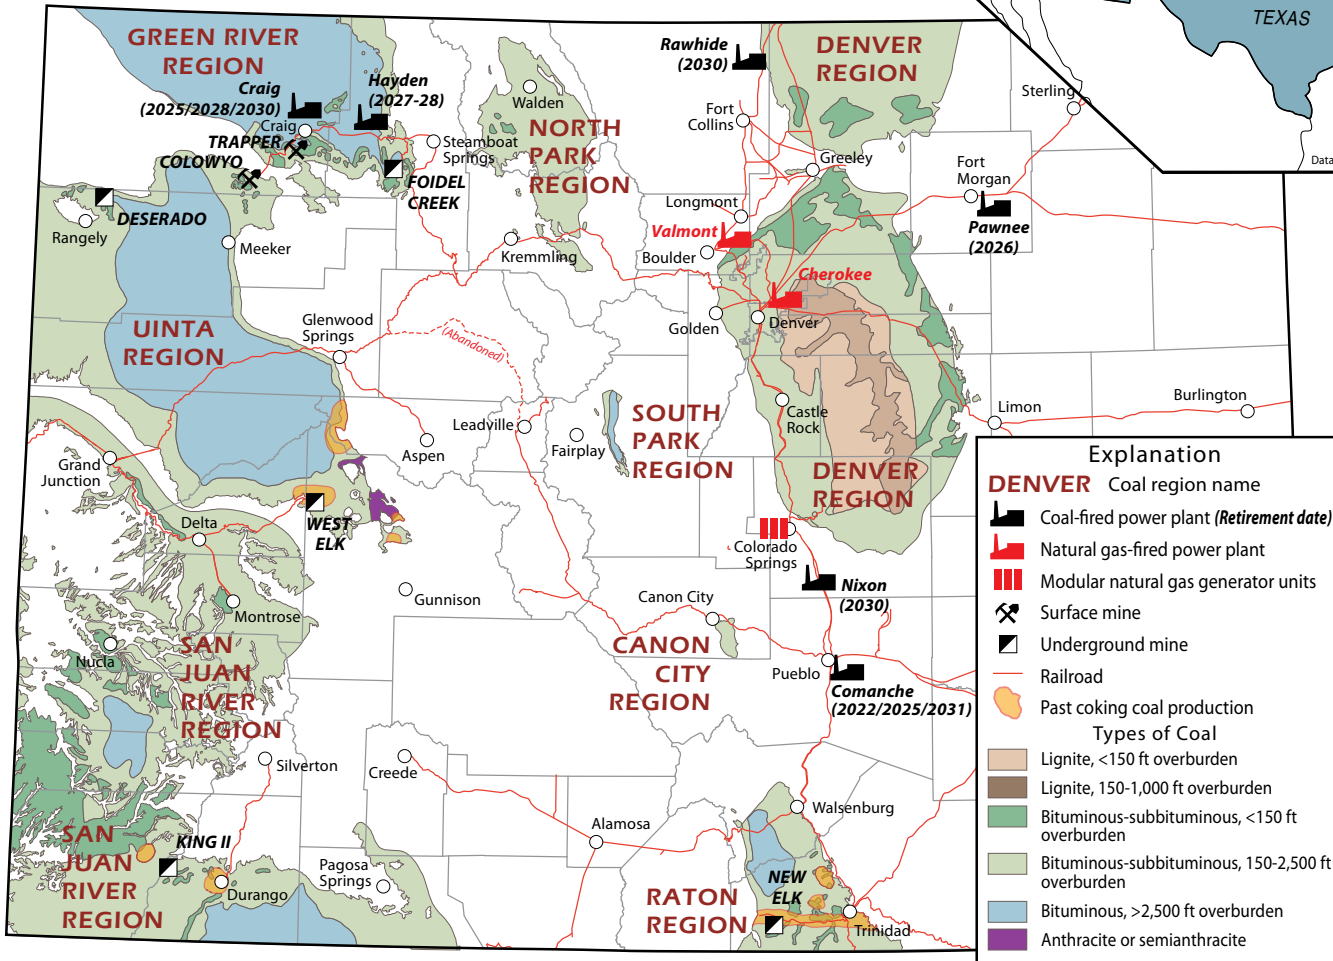 TEXAS
Data
GREEN RIVER
REGION
Craig
(2025/2028/2030)
Hayden
(2027-28)
Craig
TRAPPER
COLOWYO
Steamboat
Springs
FOIDEL
CREEK
Walden
NORTH
PARK
REGION
Rawhide
(2030)
DENVER
REGION
Fort
Collins
Sterling
Greeley
Fort
Morgan
Pawnee
(2026)
Longmont
Valmont
Boulder
Cherokee
Golden
Denver
DESERADO
Rangely
Meeker
Kremmling
UINTA
REGION
Glenwood
Springs
(Abandoned)
Leadville
Aspen
Fairplay
SOUTH
PARK
REGION
Castle
Rock
DENVER
REGION
Limon
Burlington
Grand
Junction
Delta
WEST
ELK
Colorado
Springs
Nixon
(2030)
Gunnison
Canon City
CANON
CITY
REGION
Pueblo
Comanche
(2022/2025/2031)
Montrose
Nucla
SAN
JUAN
RIVER
REGION
Silverton
Creede
Walsenburg
Alamosa
SAN
JUAN
RIVER
REGION
KING II
Durango
Pagosa
Springs
RATON
REGION
NEW
ELK
Trinidad
Explanation
DENVER Coal region name
Coal-fired power plant (Retirement date)
Natural gas-fired power plant
Modular natural gas generator units
Surface mine
Underground mine
Railroad
Past coking coal production
Types of Coal
Lignite, <150 ft overburden
Lignite, 150-1,000 ft overburden
Bituminous-subbituminous, <150 ft
overburden
Bituminous-subbituminous, 150-2,500 ft
overburden
Bituminous, >2,500 ft overburden
Anthracite or semianthracite